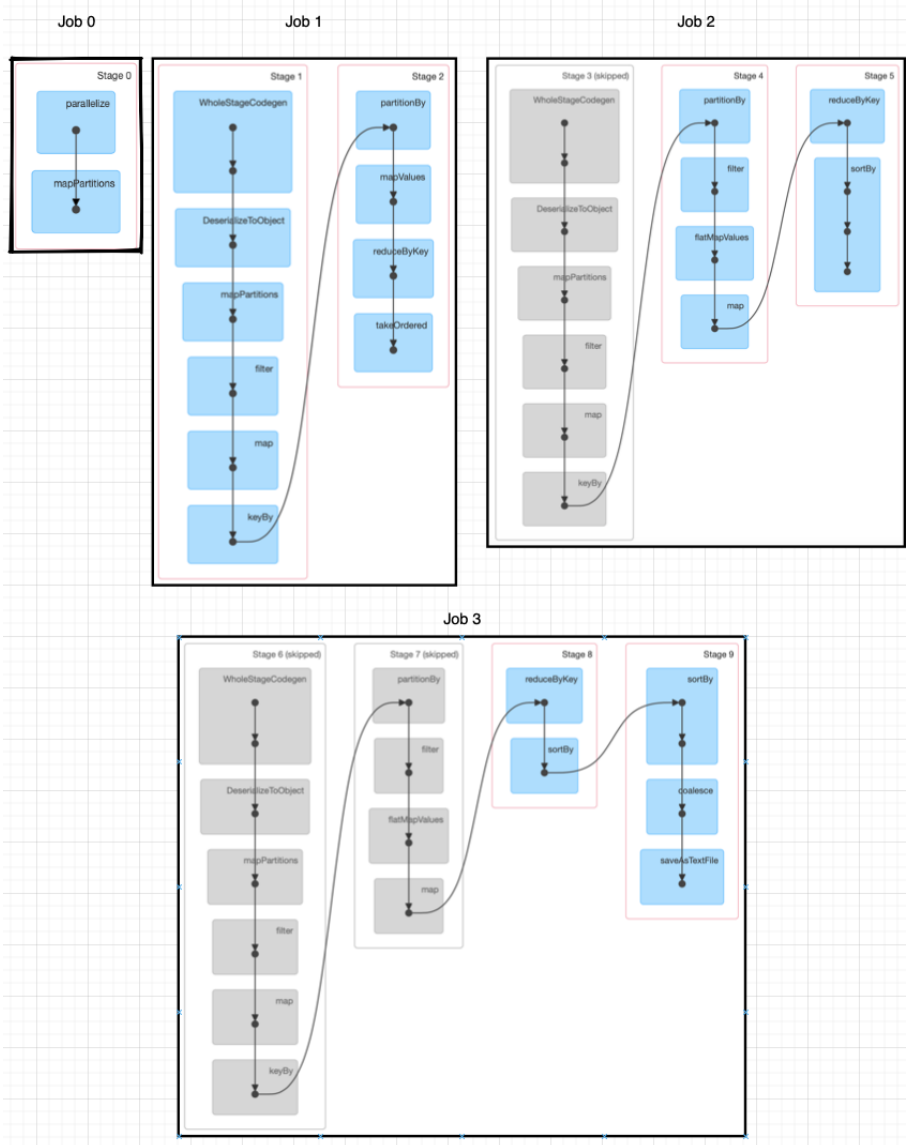 Job 0
Job 1
Job 2
Stage 0
parallelize
mapPartitions
Stage 1
WholeStageCodegen
DeserializeToObject
mapPartitions
filter
map
keyBy
Stage 2
partitionBy
mapValues
reduceByKey
takeOrdered
Stage 3 (skipped)
WholeStageCodegen
DeserializeToObject
mapPartitions
filter
map
keyBy
Stage 4
partitionBy
filter
flatMapValues
map
Stage 5
reduceByKey
sortBy
Job 3
Stage 6 (skipped)
WholeStageCodegen
DeserializeToObject
mapPartitions
filter
map
keyBy
Stage 7 (skipped)
partitionBy
filter
flatMapValues
map
Stage 8
reduceByKey
sortBy
Stage 9
sortBy
coalesce
saveAsTextFile